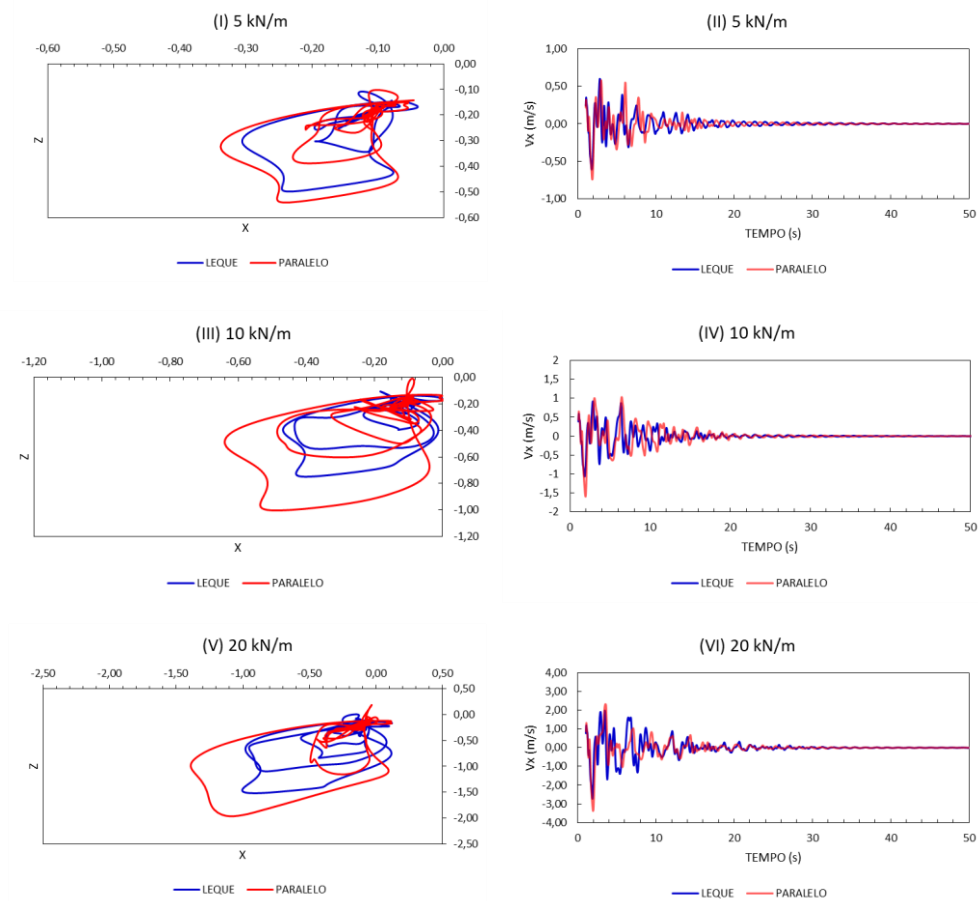 (I) 5 kN/m
-0,60 -0,50 -0,40 -0,30 -0,20 -0,10 0,00
0,00
-0,10
-0,20
-0,30
-0,40
-0,50
-0,60
Z
X
LEQUE PARALELO
(II) 5 kN/m
1,00
0,50
0,00
-0,50
-1,00
Vx (m/s)
0 10 20 30 40 50
TEMPO (s)
LEQUE PARALELO
(III) 10 kN/m
-1,20 -1,00 -0,80 -0,60 -0,40 -0,20 0,00
0,00
-0,20
-0,40
-0,60
-0,80
-1,00
-1,20
Z
X
LEQUE PARALELO
(IV) 10 kN/m
2
1,5
1
0,5
0
-0,5
-1
-1,5
-2
Vx (m/s)
0 10 20 30 40 50
TEMPO (s)
LEQUE PARALELO
(V) 20 kN/m
-2,50 -2,00 -1,50 -1,00 -0,50 0,00 0,50
0,50
0,00
-0,50
-1,00
-1,50
-2,00
-2,50
Z
X
LEQUE PARALELO
(VI) 20 kN/m
4,00
3,00
2,00
1,00
0,00
-1,00
-2,00
-3,00
-4,00
Vx (m/s)
0 10 20 30 40 50
TEMPO (s)
LEQUE PARALELO